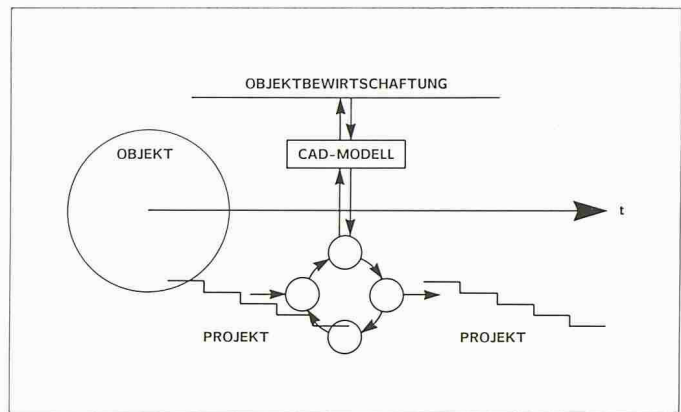 OBJEKTBEWIRTSCHAFTUNG
OBJEKT
CAD-MODELL
t
PROJEKT
PROJEKT